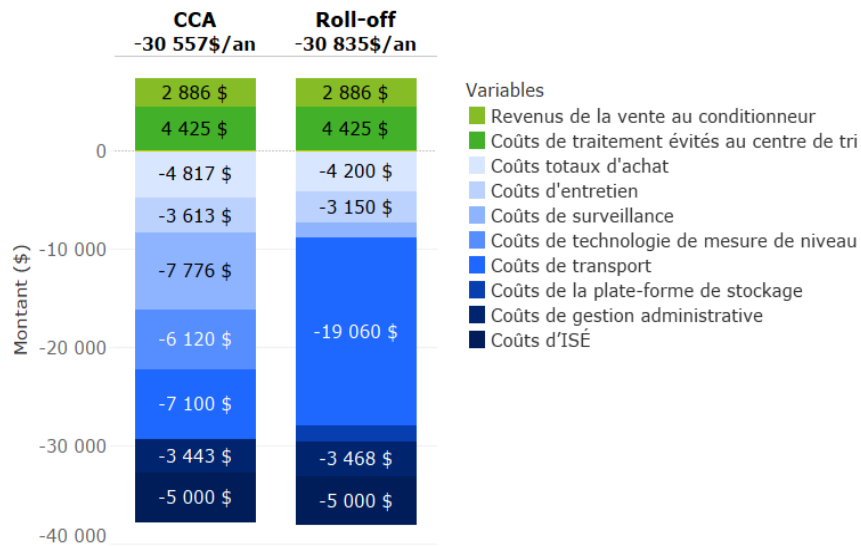 CCA
-30 557$/an
Roll-off
-30 835$/an
2 886 $
2 886 $
4 425 $
4 425 $
0
-4 817 $
-4 200 $
-3 613 $
-3 150 $
-7 776 $
-10 000
-6 120 $
-19 060 $
-20 000
-7 100 $
-30 000
-3 443 $
-3 468 $
-5 000 $
-5 000 $
-40 000
Montant ($)
Variables
Revenus de la vente au conditionneur
Coûts de traitement évités au centre de tri
Coûts totaux d'achat
Coûts d'entretien
Coûts de surveillance
Coûts de technologie de mesure de niveau
Coûts de transport
Coûts de la plate-forme de stockage
Coûts de gestion administrative
Coûts d’ISÉ